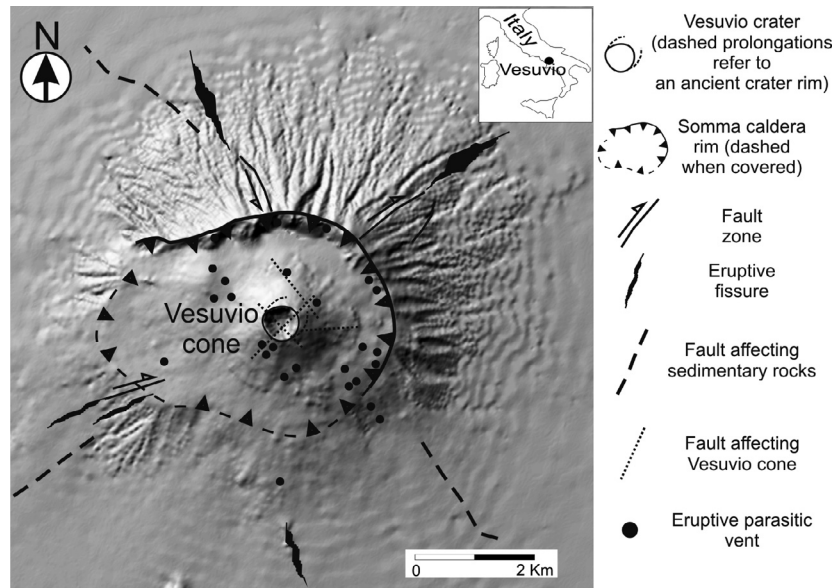 N
Italy
Vesuvio
Vesuvio
cone
0 2 Km
Vesuvio crater
(dashed prolongations
refer to
an ancient crater rim)
Somma caldera
rim (dashed
when covered)
Fault
zone
Eruptive
fissure
Fault affecting
sedimentary rocks
Fault affecting
Vesuvio cone
Eruptive parasitic
vent